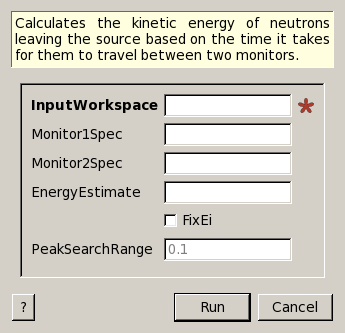 Calculates the kinetic energy of neutrons
leaving the source based on the time it takes
for them to travel between two monitors.
InputWorkspace *
Monitor1Spec
Monitor2Spec
EnergyEstimate
FixEi
PeakSearchRange 0.1
? Run Cancel